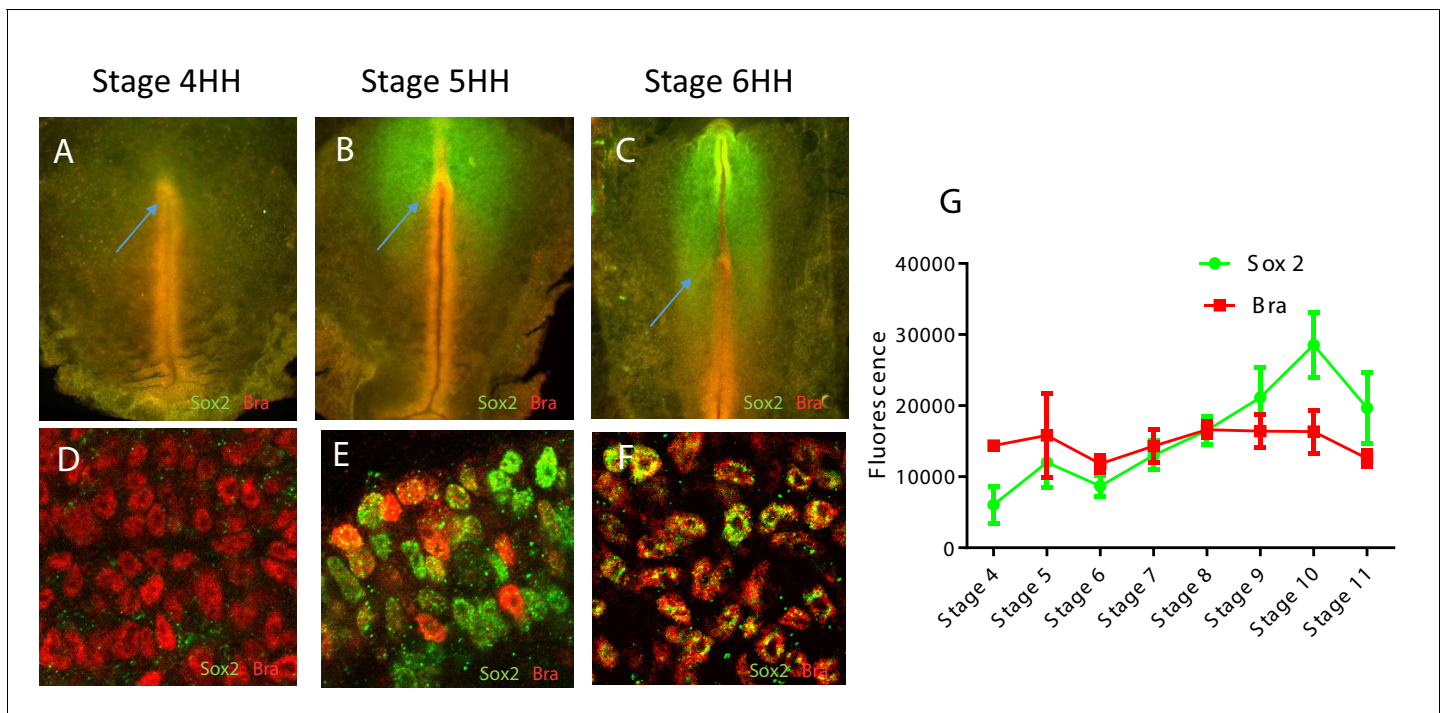 Stage 4HH
Stage 5HH
Stage 6HH
A
B
C
Sox2 Bra
Sox2 Bra
Sox2 Bra
D
E
F
Sox2 Bra
Sox2 Bra
Sox2 Bra
G
Sox 2
Bra
40000
30000
20000
10000
0
Fluorescence
Stage 4
Stage 5
Stage 6
Stage 7
Stage 8
Stage 9
Stage 10
Stage 11